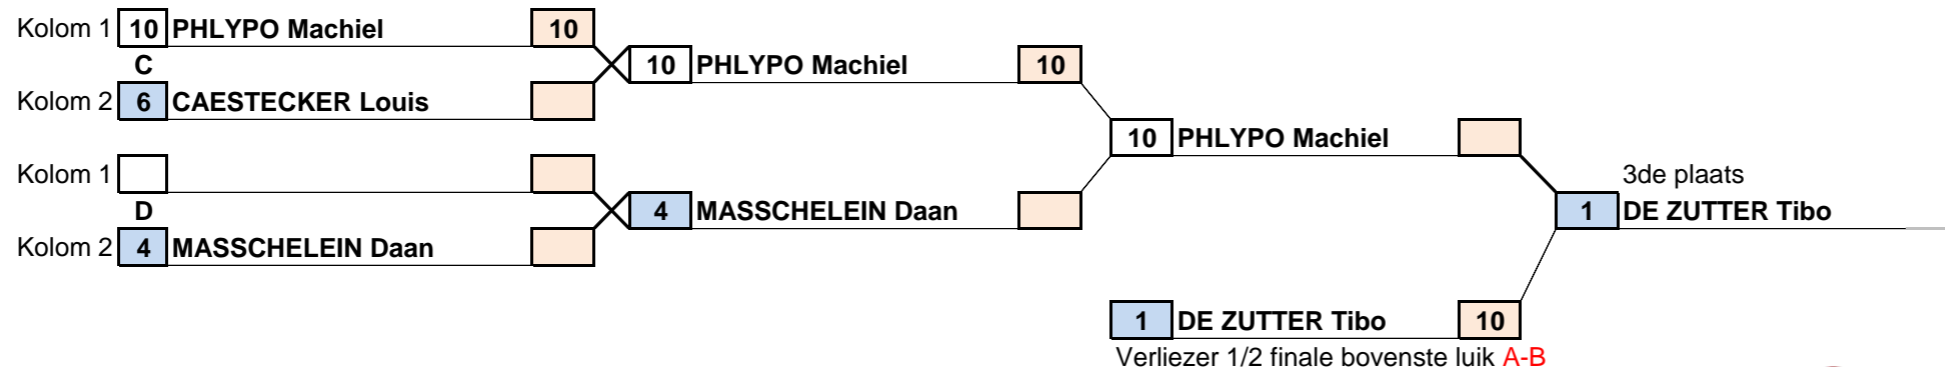 Kolom 1 10 PHLYPO Machiel 10
C
10 PHLYPO Machiel 10
Kolom 2 6 CAESTECKER Louis
10 PHLYPO Machiel
Kolom 1
3de plaats
D
4 MASSCHELEIN Daan
1 DE ZUTTER Tibo
Kolom 2 4 MASSCHELEIN Daan
1 DE ZUTTER Tibo 10
Verliezer 1/2 finale bovenste luik A-B